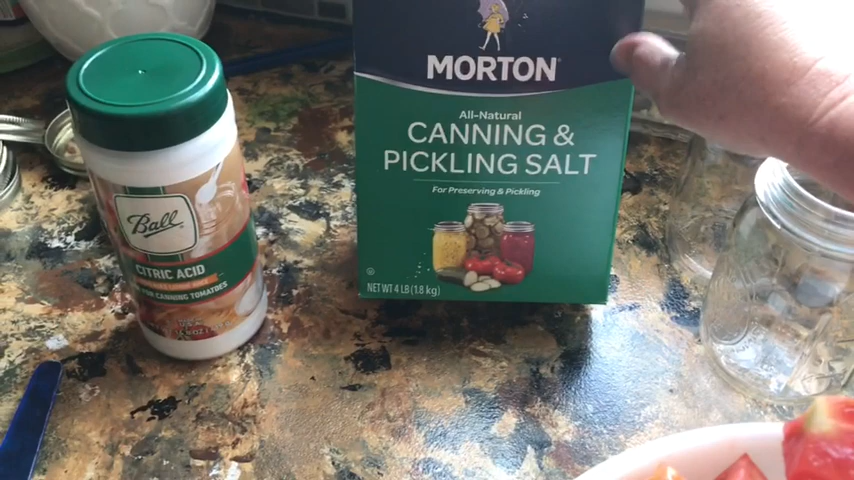 MORTON
All-Natural
CANNING &
PICKLING SALT
For Preserving & Pickling
NET WT 4 LB (1.8 kg)
Ball
CITRIC ACID
FOR CANNING TOMATOES